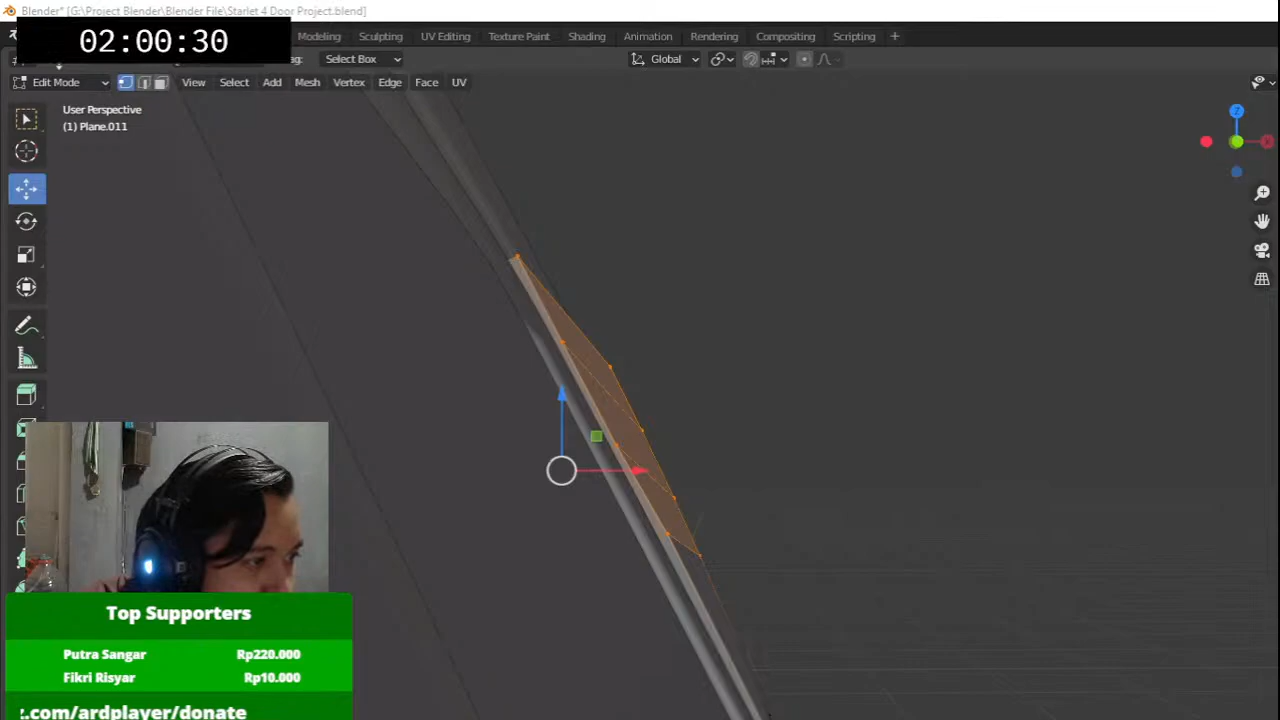 Blender* [G:\Project Blender\Blender File\Starlet 4 Door Project.blend]
02:00:30
Modeling Sculpting UV Editing Texture Paint Shading Animation Rendering Compositing Scripting +
Select Box Global
Edit Mode View Select Add Mesh Vertex Edge Face UV
User Perspective
(1) Plane.011
Z
X
Top Supporters
Putra Sangar Rp220.000
Fikri Risyar Rp10.000
z.com/ardplayer/donate